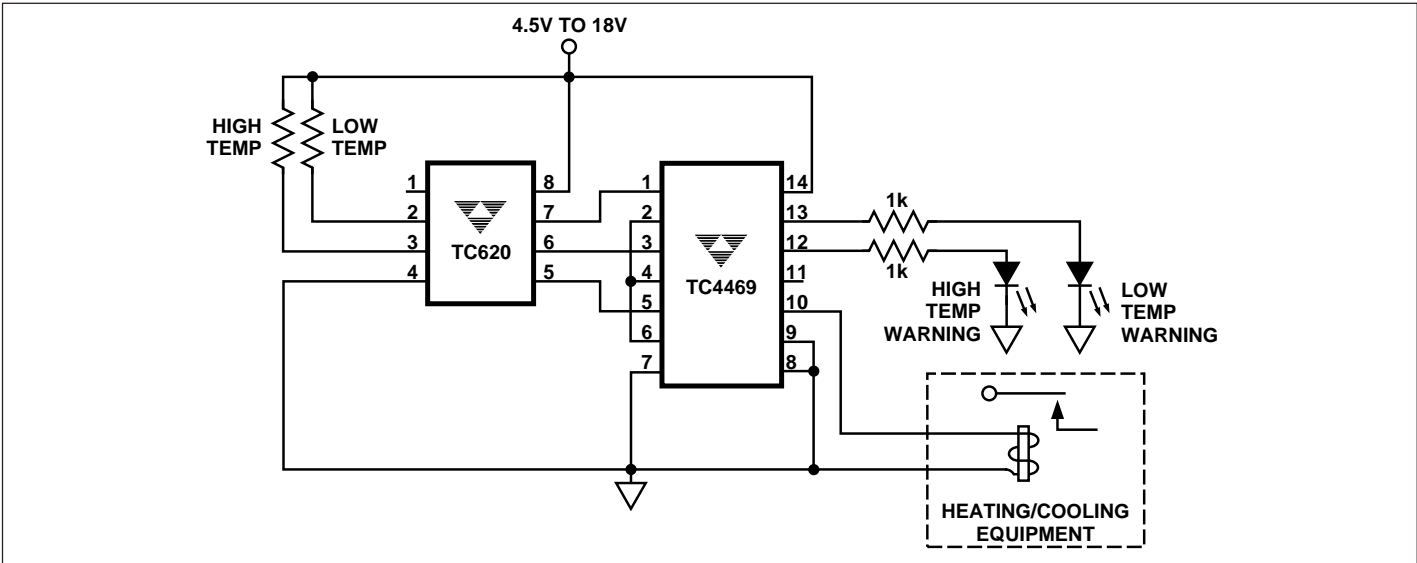 4.5V TO 18V
HIGH
TEMP
LOW
TEMP
1
2
3
4
TC620
8
7
6
5
1
2
3
4
5
6
7
TC4469
14
13
12
11
10
9
8
1k
1k
HIGH
TEMP
WARNING
LOW
TEMP
WARNING
HEATING/COOLING
EQUIPMENT